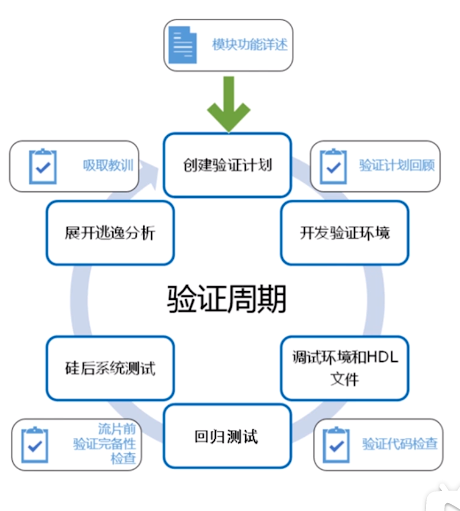 模块功能详述
创建验证计划
吸取教训
验证计划回顾
展开逃逸分析
开发验证环境
验证周期
硅后系统测试
调试环境和HDL
文件
回归测试
流片前
验证完备性
检查
验证代码检查